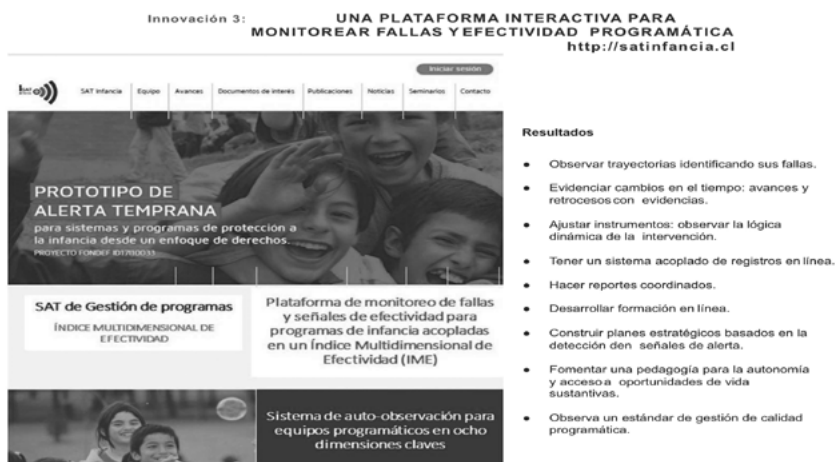 Innovación 3: UNA PLATAFORMA INTERACTIVA PARA
MONITOREAR FALLAS Y EFECTIVIDAD PROGRAMÁTICA
http://satinfancia.cl
Iniciar sesión
SAT Infancia Equipo Avances Documentos de interés Publicaciones Noticias Seminarios Contacto
PROTOTIPO DE
ALERTA TEMPRANA
para sistemas y programas de protección a
la infancia desde un enfoque de derechos.
PROYECTO FONDEF ID17I10033
SAT de Gestión de programas
ÍNDICE MULTIDIMENSIONAL DE
EFECTIVIDAD
Plataforma de monitoreo de fallas
y señales de efectividad para
programas de infancia acopladas
en un Índice Multidimensional de
Efectividad (IME)
Sistema de auto-observación para
equipos programáticos en ocho
dimensiones claves
Resultados
• Observar trayectorias identificando sus fallas.
• Evidenciar cambios en el tiempo: avances y
retrocesos con evidencias.
• Ajustar instrumentos: observar la lógica
dinámica de la intervención.
• Tener un sistema acoplado de registros en línea.
• Hacer reportes coordinados.
• Desarrollar formación en línea.
• Construir planes estratégicos basados en la
detección den señales de alerta.
• Fomentar una pedagogía para la autonomía
y acceso a oportunidades de vida
sustantivas.
• Observa un estándar de gestión de calidad
programática.